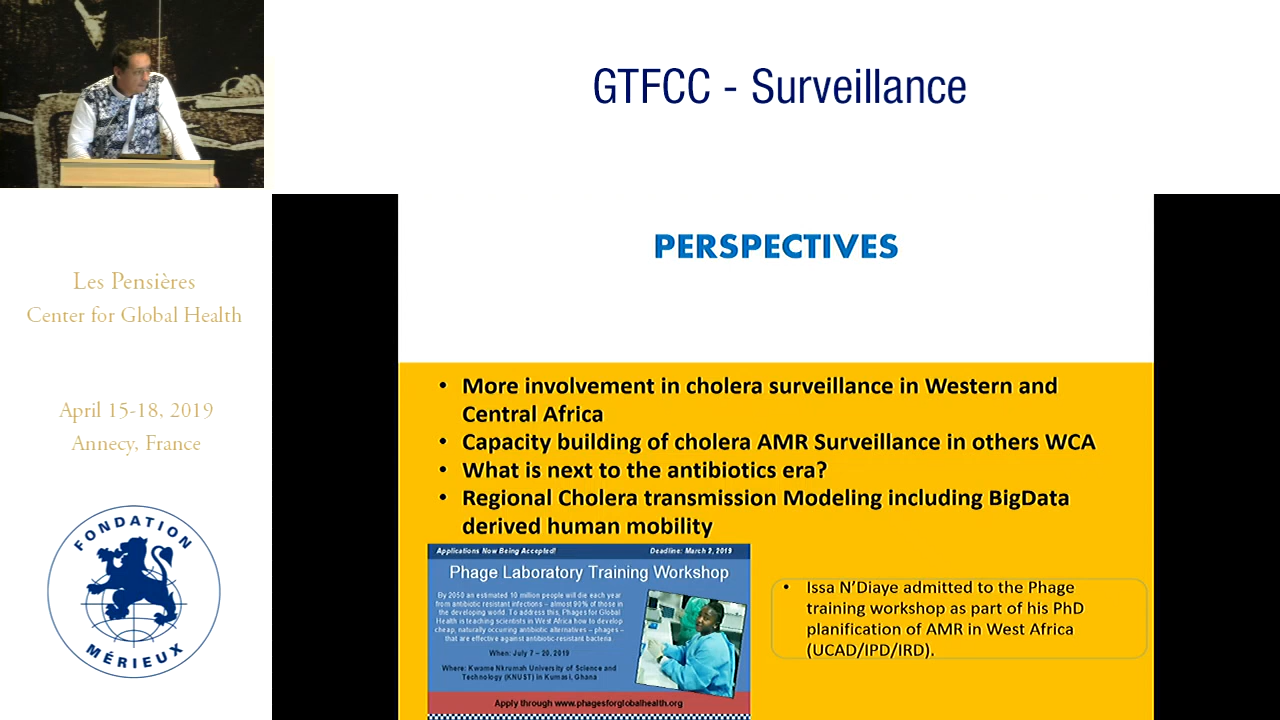 GTFCC - Surveillance
Les Pensières
Center for Global Health
April 15-18, 2019
Annecy, France
FONDATION
MÉRIEUX
PERSPECTIVES
• More involvement in cholera surveillance in Western and
Central Africa
• Capacity building of cholera AMR Surveillance in others WCA
• What is next to the antibiotics era?
• Regional Cholera transmission Modeling including BigData
derived human mobility
Applications Now Being Accepted! Deadline: March 2, 2019
Phage Laboratory Training Workshop
By 2050 an estimated 10 million people will die each year
from antibiotic resistant infections – almost 90% of those in
the developing world. To address this, Phages for Global
Health is teaching scientists in West Africa how to develop
cheap, naturally occurring antibiotic alternatives – phages –
that are effective against antibiotic-resistant bacteria.
When: July 7 – 20, 2019
Where: Kwame Nkrumah University of Science and
Technology (KNUST) in Kumasi, Ghana
Apply through www.phagesforglobalhealth.org
• Issa N'Diaye admitted to the Phage
training workshop as part of his PhD
planification of AMR in West Africa
(UCAD/IPD/IRD).